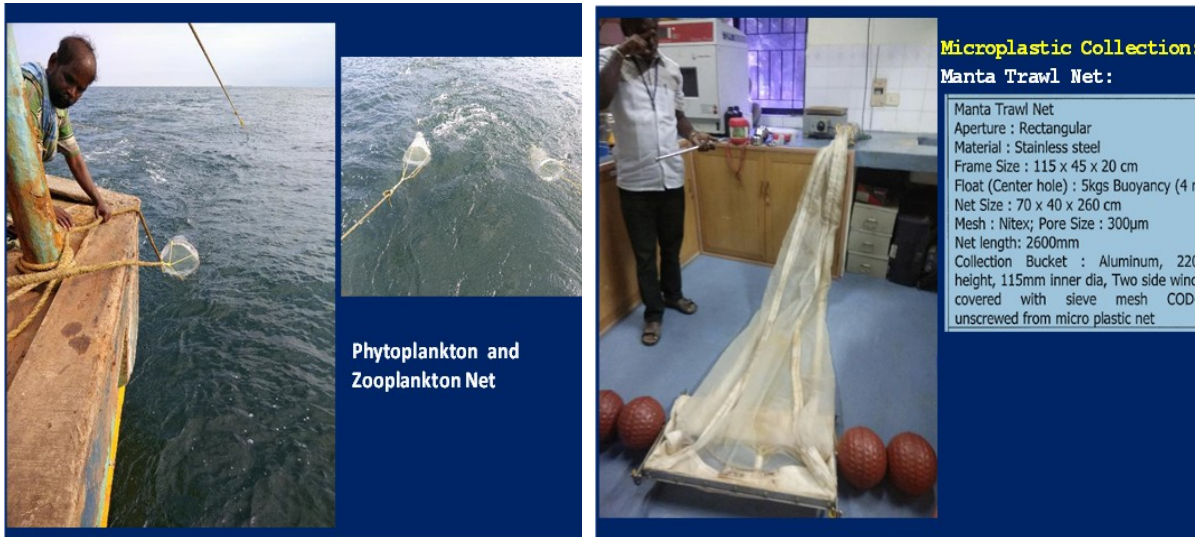 Phytoplankton and
Zooplankton Net
Microplastic Collection:
Manta Trawl Net:
Manta Trawl Net
Aperture : Rectangular
Material : Stainless steel
Frame Size : 115 x 45 x 20 cm
Float (Center hole) : 5kgs Buoyancy (4
Net Size : 70 x 40 x 260 cm
Mesh : Nitex; Pore Size : 300µm
Net length: 2600mm
Collection Bucket : Aluminum, 220
height, 115mm inner dia, Two side
covered with sieve mesh COD
unscrewed from micro plastic net